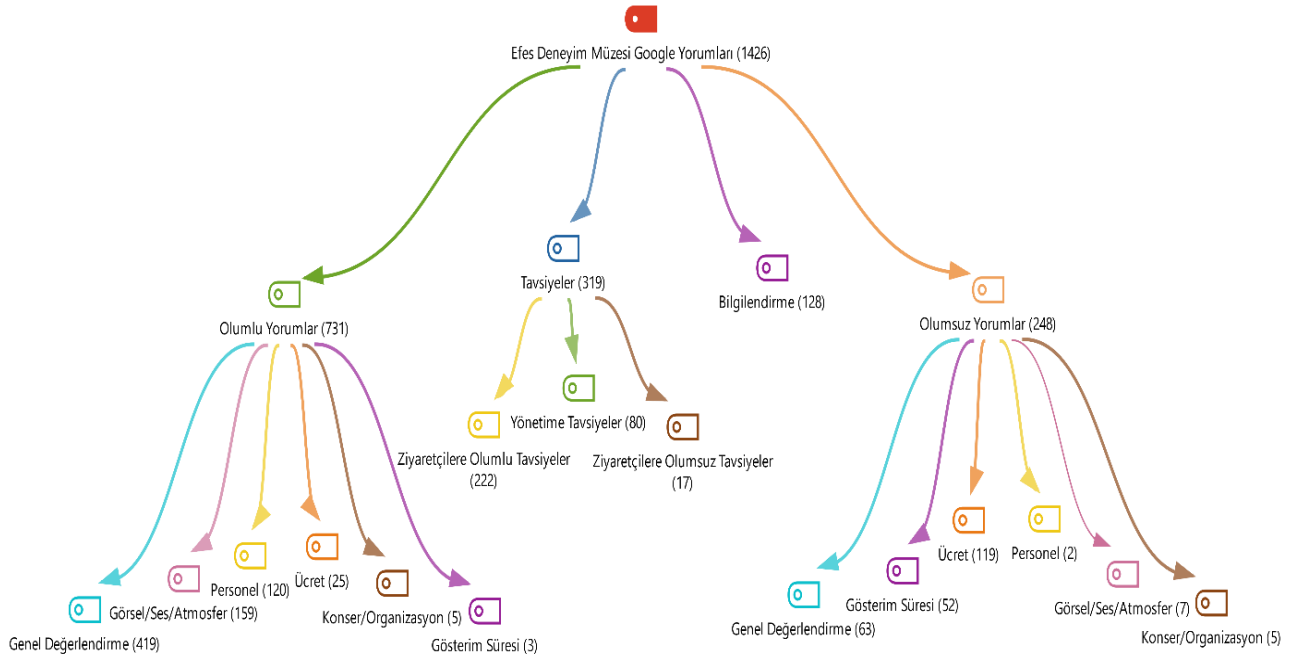 Efes Deneyim Müzesi Google Yorumları (1426)
Tavsiyeler (319)
Bilgilendirme (128)
Olumlu Yorumlar (731)
Olumsuz Yorumlar (248)
Yönetime Tavsiyeler (80)
Ziyaretçilere Olumlu Tavsiyeler
(222)
Ziyaretçilere Olumsuz Tavsiyeler
(17)
Genel Değerlendirme (419)
Görsel/Ses/Atmosfer (159)
Personel (120)
Ücret (25)
Konser/Organizasyon (5)
Gösterim Süresi (3)
Genel Değerlendirme (63)
Gösterim Süresi (52)
Ücret (119)
Personel (2)
Görsel/Ses/Atmosfer (7)
Konser/Organizasyon (5)